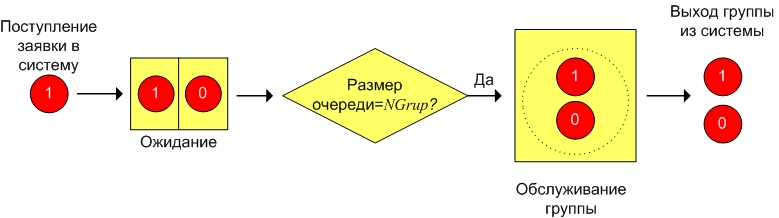 Поступление
заявки в
систему
1
1 0
Ожидание
Размер
очереди=NGrup?
Да
1
0
Обслуживание
группы
Выход группы
из системы
1
0